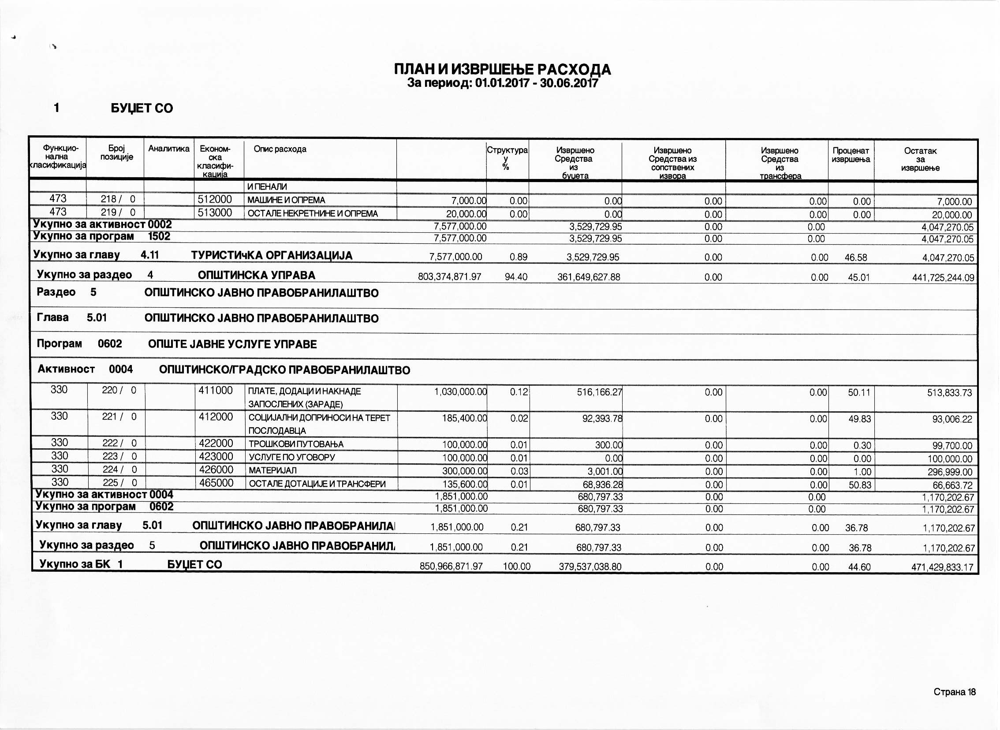 ПЛАН И ИЗВРШЕЊЕ РАСХОДА
За период: 01.01.2017 - 30.06.2017
1 БУЏЕТ СО
Функцио-
нална
класификација
Број
позиције
Аналитика
Економ-
ска
класифи-
кација
Опис расхода
Структура
у
%
Извршено
Средства
из
буџета
Извршено
Средства из
сопствених
извора
Извршено
Средства
из
трансфера
Проценат
извршења
Остатак
за
извршење
И ПЕНАЛИ
473 218 / 0 512000 МАШИНЕ И ОПРЕМА 7,000.00 0.00 0.00 0.00 0.00 0.00 7,000.00
473 219 / 0 513000 ОСТАЛЕ НЕКРЕТНИНЕ И ОПРЕМА 20,000.00 0.00 0.00 0.00 0.00 0.00 20,000.00
Укупно за активност 0002 7,577,000.00 3,529,729.95 0.00 0.00 4,047,270.05
Укупно за програм 1502 7,577,000.00 3,529,729.95 0.00 0.00 4,047,270.05
Укупно за главу 4.11 ТУРИСТИчКА ОРГАНИЗАЦИЈА 7,577,000.00 0.89 3,529,729.95 0.00 0.00 46.58 4,047,270.05
Укупно за раздео 4 ОПШТИНСКА УПРАВА 803,374,871.97 94.40 361,649,627.88 0.00 0.00 45.01 441,725,244.09
Раздео 5 ОПШТИНСКО ЈАВНО ПРАВОБРАНИЛАШТВО
Глава 5.01 ОПШТИНСКО ЈАВНО ПРАВОБРАНИЛАШТВО
Програм 0602 ОПШТЕ ЈАВНЕ УСЛУГЕ УПРАВЕ
Активност 0004 ОПШТИНСКО/ГРАДСКО ПРАВОБРАНИЛАШТВО
330 220 / 0 411000 ПЛАТЕ, ДОДАЦИ И НАКНАДЕ 1,030,000.00 0.12 516,166.27 0.00 0.00 50.11 513,833.73
ЗАПОСЛЕНИХ (ЗАРАДЕ)
330 221 / 0 412000 СОЦИЈАЛНИ ДОПРИНОСИ НА ТЕРЕТ 185,400.00 0.02 92,393.78 0.00 0.00 49.83 93,006.22
ПОСЛОДАВЦА
330 222 / 0 422000 ТРОШКОВИ ПУТОВАЊА 100,000.00 0.01 300.00 0.00 0.00 0.30 99,700.00
330 223 / 0 423000 УСЛУГЕ ПО УГОВОРУ 100,000.00 0.01 0.00 0.00 0.00 0.00 100,000.00
330 224 / 0 426000 МАТЕРИЈАЛ 300,000.00 0.03 3,001.00 0.00 0.00 1.00 296,999.00
330 225 / 0 465000 ОСТАЛЕ ДОТАЦИЈЕ И ТРАНСФЕРИ 135,600.00 0.01 68,936.28 0.00 0.00 50.83 66,663.72
Укупно за активност 0004 1,851,000.00 680,797.33 0.00 0.00 1,170,202.67
Укупно за програм 0602 1,851,000.00 680,797.33 0.00 0.00 1,170,202.67
Укупно за главу 5.01 ОПШТИНСКО ЈАВНО ПРАВОБРАНИЛА 1,851,000.00 0.21 680,797.33 0.00 0.00 36.78 1,170,202.67
Укупно за раздео 5 ОПШТИНСКО ЈАВНО ПРАВОБРАНИЛ 1,851,000.00 0.21 680,797.33 0.00 0.00 36.78 1,170,202.67
Укупно за БК 1 БУЏЕТ СО 850,966,871.97 100.00 379,537,038.80 0.00 0.00 44.60 471,429,833.17
Страна 18